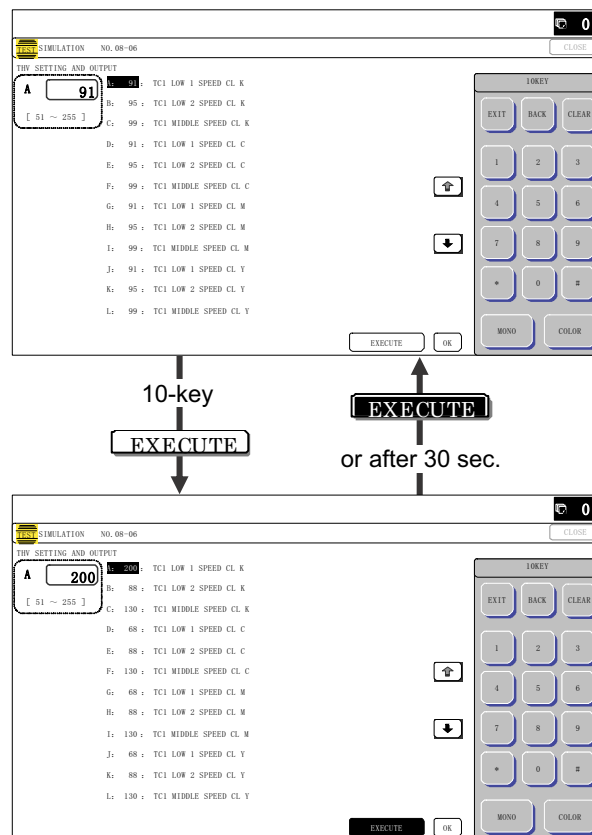 0
TEST SIMULATION NO. 08-06 CLOSE
THV SETTING AND OUTPUT
A 91
[ 51 ~ 255 ]
A: 91 : TC1 LOW 1 SPEED CL K
B: 95 : TC1 LOW 2 SPEED CL K
C: 99 : TC1 MIDDLE SPEED CL K
D: 91 : TC1 LOW 1 SPEED CL C
E: 95 : TC1 LOW 2 SPEED CL C
F: 99 : TC1 MIDDLE SPEED CL C
G: 91 : TC1 LOW 1 SPEED CL M
H: 95 : TC1 LOW 2 SPEED CL M
I: 99 : TC1 MIDDLE SPEED CL M
J: 91 : TC1 LOW 1 SPEED CL Y
K: 95 : TC1 LOW 2 SPEED CL Y
L: 99 : TC1 MIDDLE SPEED CL Y
EXECUTE OK
10KEY
EXIT BACK CLEAR
1 2 3
4 5 6
7 8 9
* 0 #
MONO COLOR
10-key
EXECUTE
EXECUTE
or after 30 sec.
0
TEST SIMULATION NO. 08-06 CLOSE
THV SETTING AND OUTPUT
A 200
[ 51 ~ 255 ]
A: 200 : TC1 LOW 1 SPEED CL K
B: 88 : TC1 LOW 2 SPEED CL K
C: 130 : TC1 MIDDLE SPEED CL K
D: 68 : TC1 LOW 1 SPEED CL C
E: 88 : TC1 LOW 2 SPEED CL C
F: 130 : TC1 MIDDLE SPEED CL C
G: 68 : TC1 LOW 1 SPEED CL M
H: 88 : TC1 LOW 2 SPEED CL M
I: 130 : TC1 MIDDLE SPEED CL M
J: 68 : TC1 LOW 1 SPEED CL Y
K: 88 : TC1 LOW 2 SPEED CL Y
L: 130 : TC1 MIDDLE SPEED CL Y
EXECUTE OK
10KEY
EXIT BACK CLEAR
1 2 3
4 5 6
7 8 9
* 0 #
MONO COLOR